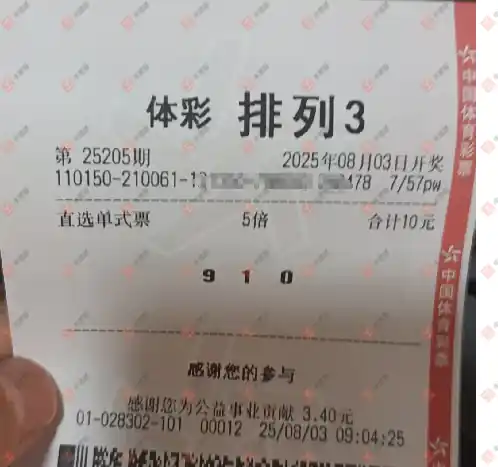 体彩 排列3
第 25205期 2025年08月03日开奖
110150-210061-1 478 7/57pw
直选单式票 5倍 合计10元
9 1 0
感谢您的参与
感谢您为公益事业贡献 3.40元
01-028302-101 00012 25/08/03 09:04:25
中国体育彩票
中国体育彩票